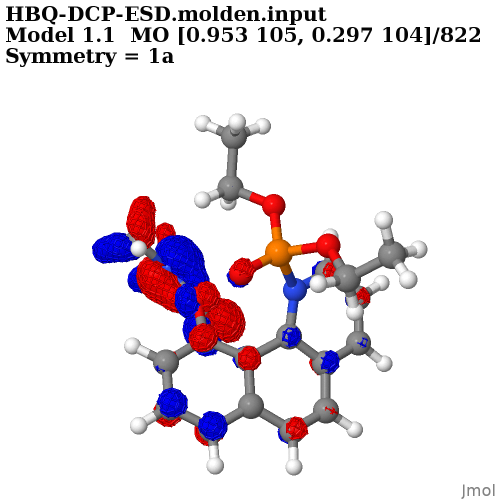 HBQ-DCP-ESD.molden.input
Model 1.1  MO [0.953 105, 0.297 104]/822
Symmetry = 1a
Jmol